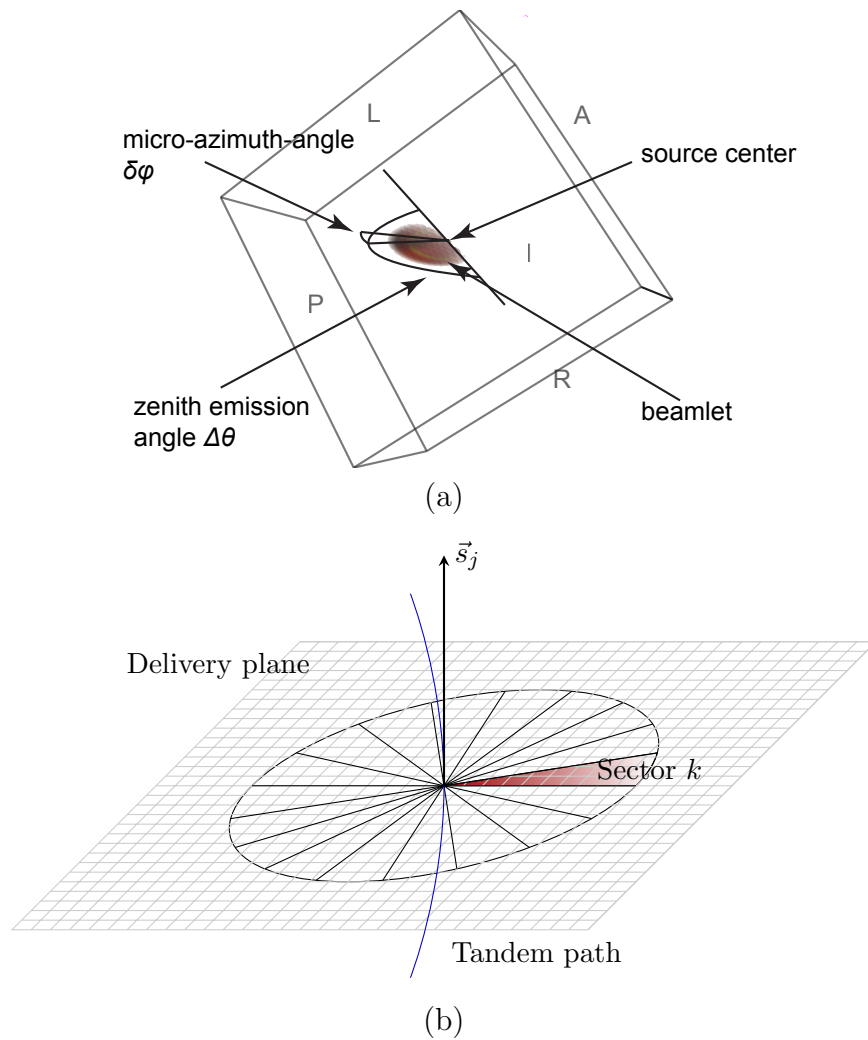 L
A
micro-azimuth-angle
δφ
source center
I
P
R
zenith emission
angle Δθ
beamlet
(a)
s⃗ⱼ
Delivery plane
Sector k
Tandem path
(b)